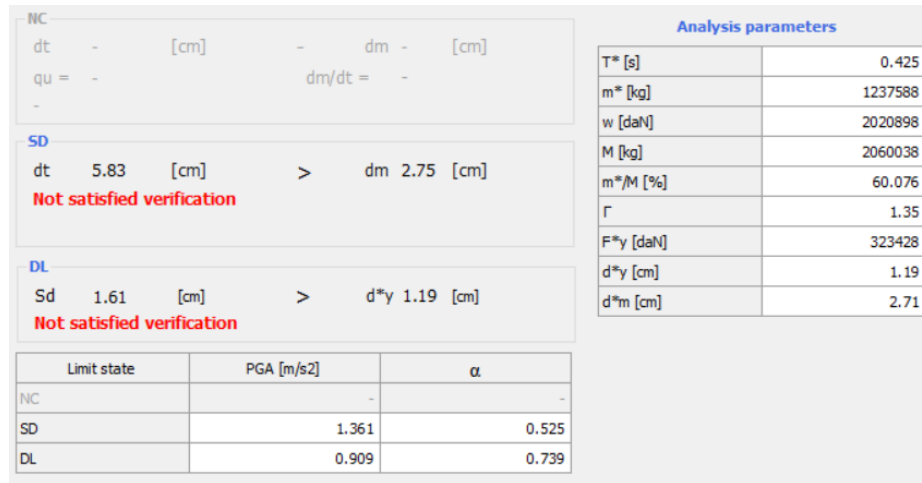 NC
dt - [cm] - dm - [cm]
qu = - dm/dt = -
-
SD
dt 5.83 [cm] > dm 2.75 [cm]
Not satisfied verification
DL
Sd 1.61 [cm] > d*y 1.19 [cm]
Not satisfied verification
Limit state PGA [m/s2] α
NC - -
SD 1.361 0.525
DL 0.909 0.739
Analysis parameters
T* [s] 0.425
m* [kg] 1237588
w [daN] 2020898
M [kg] 2060038
m*/M [%] 60.076
Γ 1.35
F*y [daN] 323428
d*y [cm] 1.19
d*m [cm] 2.71